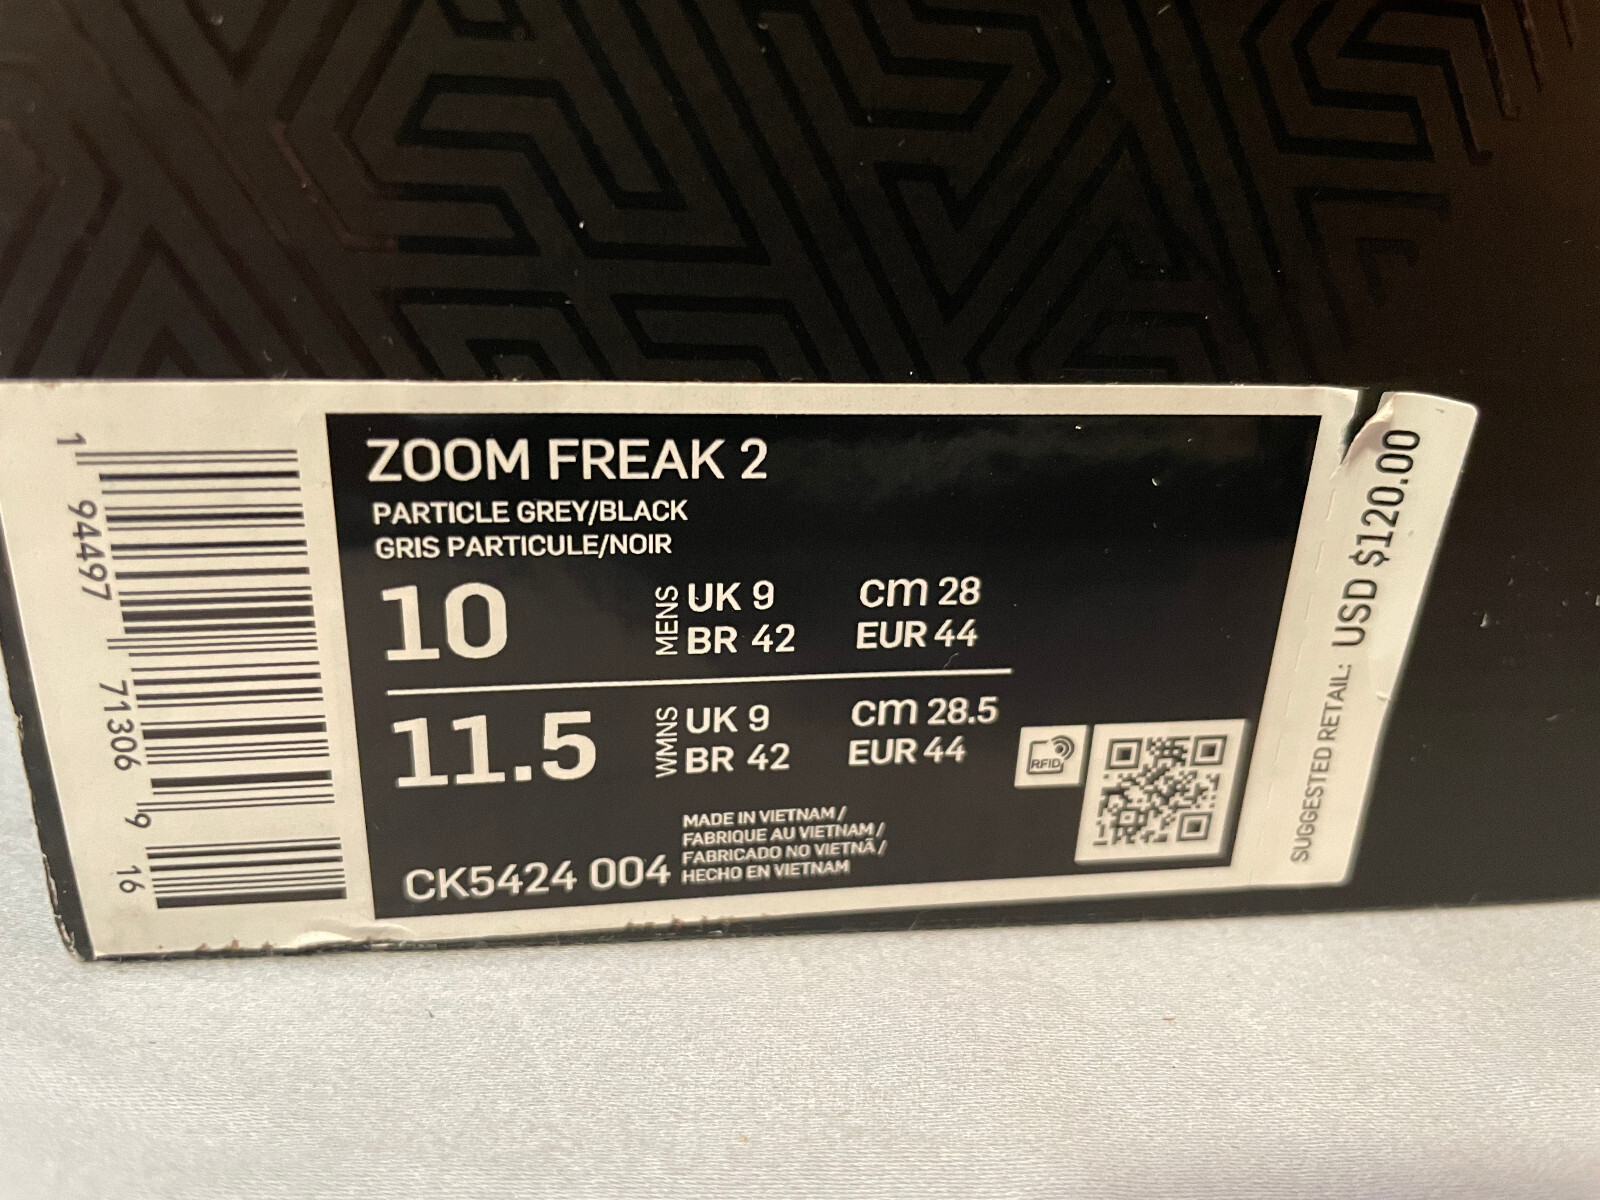 ZOOM FREAK 2
PARTICLE GREY/BLACK
GRIS PARTICULE/NOIR
10
MENS
UK 9
cm 28
BR 42
EUR 44
11.5
WMNS
UK 9
cm 28.5
BR 42
EUR 44
RFID
MADE IN VIETNAM /
FABRIQUE AU VIETNAM /
FABRICADO NO VIETNÃ /
HECHO EN VIETNAM
CK5424 004
1 94497 71306 9 16
SUGGESTED RETAIL: USD $120.00